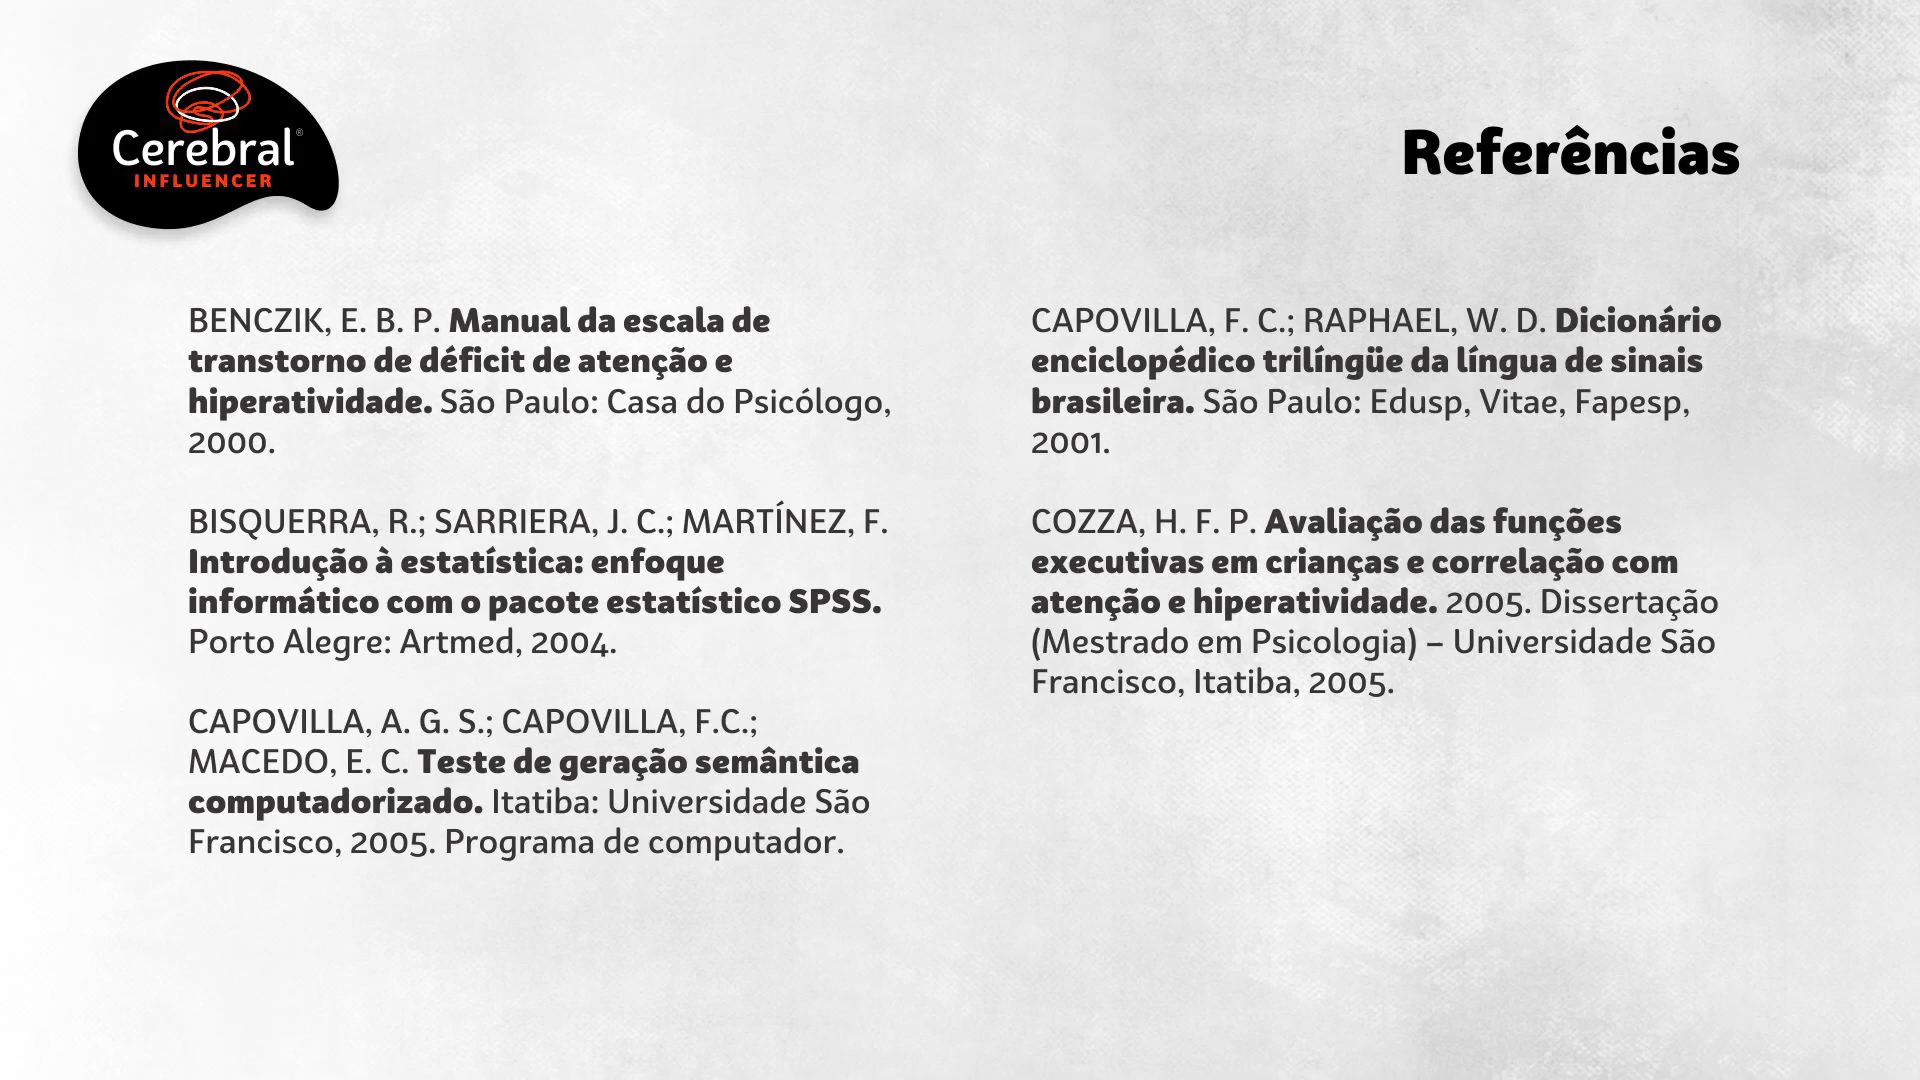 Cerebral®
INFLUENCER
Referências
BENCZIK, E. B. P. Manual da escala de
transtorno de déficit de atenção e
hiperatividade. São Paulo: Casa do Psicólogo,
2000.
BISQUERRA, R.; SARRIERA, J. C.; MARTÍNEZ, F.
Introdução à estatística: enfoque
informático com o pacote estatístico SPSS.
Porto Alegre: Artmed, 2004.
CAPOVILLA, A. G. S.; CAPOVILLA, F.C.;
MACEDO, E. C. Teste de geração semântica
computadorizado. Itatiba: Universidade São
Francisco, 2005. Programa de computador.
CAPOVILLA, F. C.; RAPHAEL, W. D. Dicionário
enciclopédico trilíngüe da língua de sinais
brasileira. São Paulo: Edusp, Vitae, Fapesp,
2001.
COZZA, H. F. P. Avaliação das funções
executivas em crianças e correlação com
atenção e hiperatividade. 2005. Dissertação
(Mestrado em Psicologia) – Universidade São
Francisco, Itatiba, 2005.